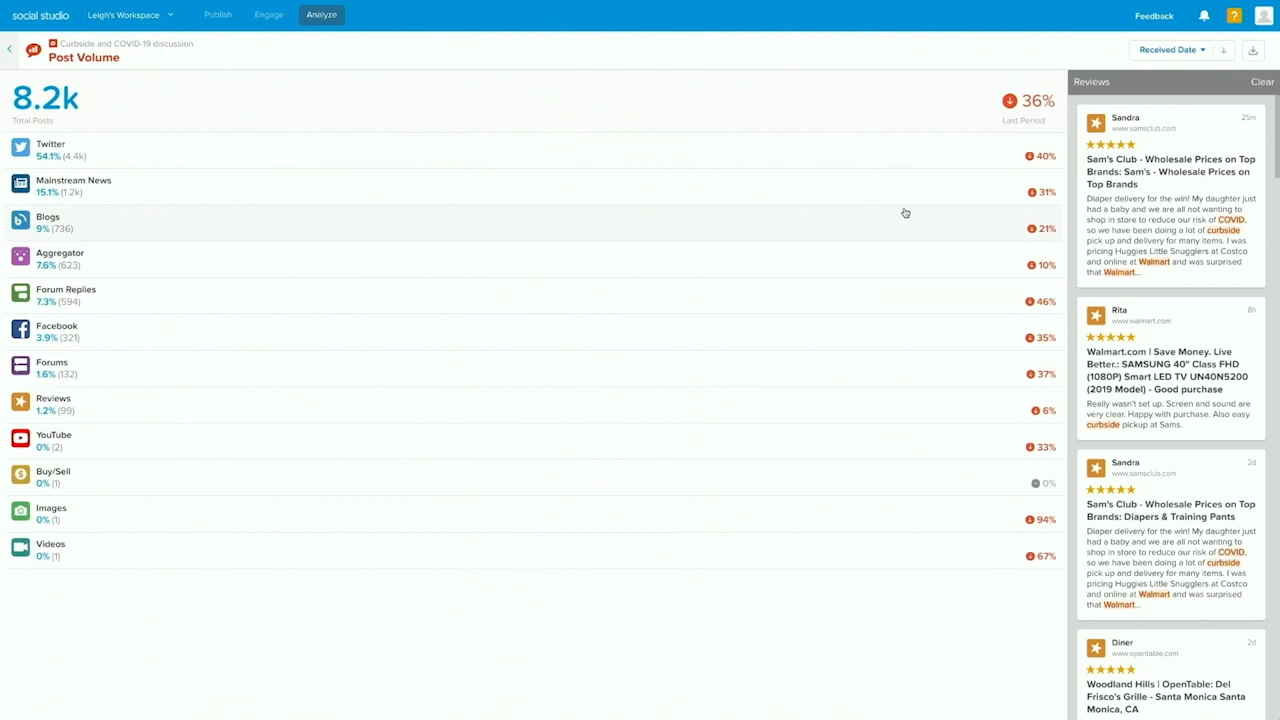 social studio
Leigh's Workspace
Publish
Engage
Analyze
Feedback
?
Curbside and COVID-19 discussion
Post Volume
Received Date
8.2k
Total Posts
36%
Last Period
Twitter
54.1% (4.4k)
40%
Mainstream News
15.1% (1.2k)
31%
Blogs
9% (736)
21%
Aggregator
7.6% (623)
10%
Forum Replies
7.3% (594)
46%
Facebook
3.9% (321)
35%
Forums
1.6% (132)
37%
Reviews
1.2% (99)
6%
YouTube
0% (2)
33%
Buy/Sell
0% (1)
0%
Images
0% (1)
94%
Videos
0% (1)
67%
Reviews
Clear
Sandra
25m
www.samsclub.com
Sam's Club - Wholesale Prices on Top
Brands: Sam's - Wholesale Prices on
Top Brands
Diaper delivery for the win! My daughter just
had a baby and we are all not wanting to
shop in store to reduce our risk of COVID,
so we have been doing a lot of curbside
pick up and delivery for many items. I was
pricing Huggies Little Snugglers at Costco
and online at Walmart and was surprised
that Walmart...
Rita
8h
www.walmart.com
Walmart.com | Save Money. Live
Better.: SAMSUNG 40" Class FHD
(1080P) Smart LED TV UN40N5200
(2019 Model) - Good purchase
Really wasn't set up. Screen and sound are
very clear. Happy with purchase. Also easy
curbside pickup at Sams.
Sandra
2d
www.samsclub.com
Sam's Club - Wholesale Prices on Top
Brands: Diapers & Training Pants
Diaper delivery for the win! My daughter just
had a baby and we are all not wanting to
shop in store to reduce our risk of COVID,
so we have been doing a lot of curbside
pick up and delivery for many items. I was
pricing Huggies Little Snugglers at Costco
and online at Walmart and was surprised
that Walmart...
Diner
2d
www.opentable.com
Woodland Hills | OpenTable: Del
Frisco's Grille - Santa Monica Santa
Monica, CA